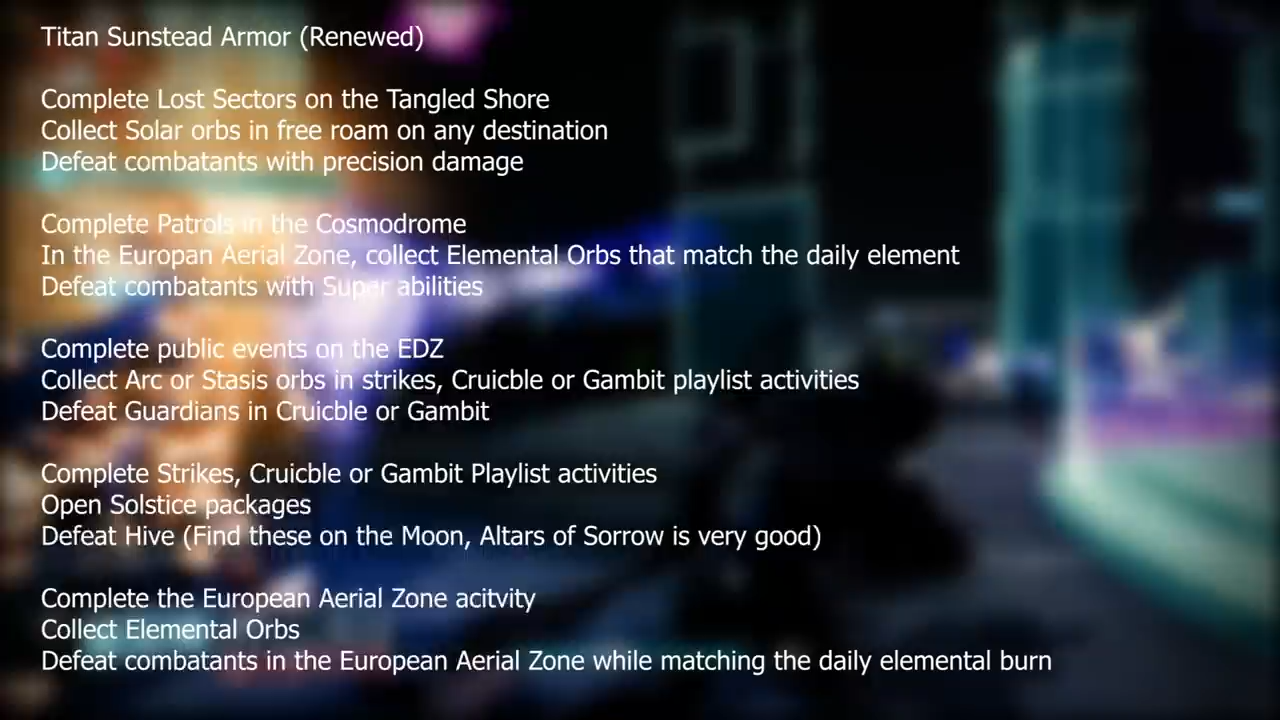 Titan Sunstead Armor (Renewed)
Complete Lost Sectors on the Tangled Shore
Collect Solar orbs in free roam on any destination
Defeat combatants with precision damage
Complete Patrols in the Cosmodrome
In the Europan Aerial Zone, collect Elemental Orbs that match the daily element
Defeat combatants with Super abilities
Complete public events on the EDZ
Collect Arc or Stasis orbs in strikes, Cruicble or Gambit playlist activities
Defeat Guardians in Cruicble or Gambit
Complete Strikes, Cruicble or Gambit Playlist activities
Open Solstice packages
Defeat Hive (Find these on the Moon, Altars of Sorrow is very good)
Complete the European Aerial Zone acitvity
Collect Elemental Orbs
Defeat combatants in the European Aerial Zone while matching the daily elemental burn